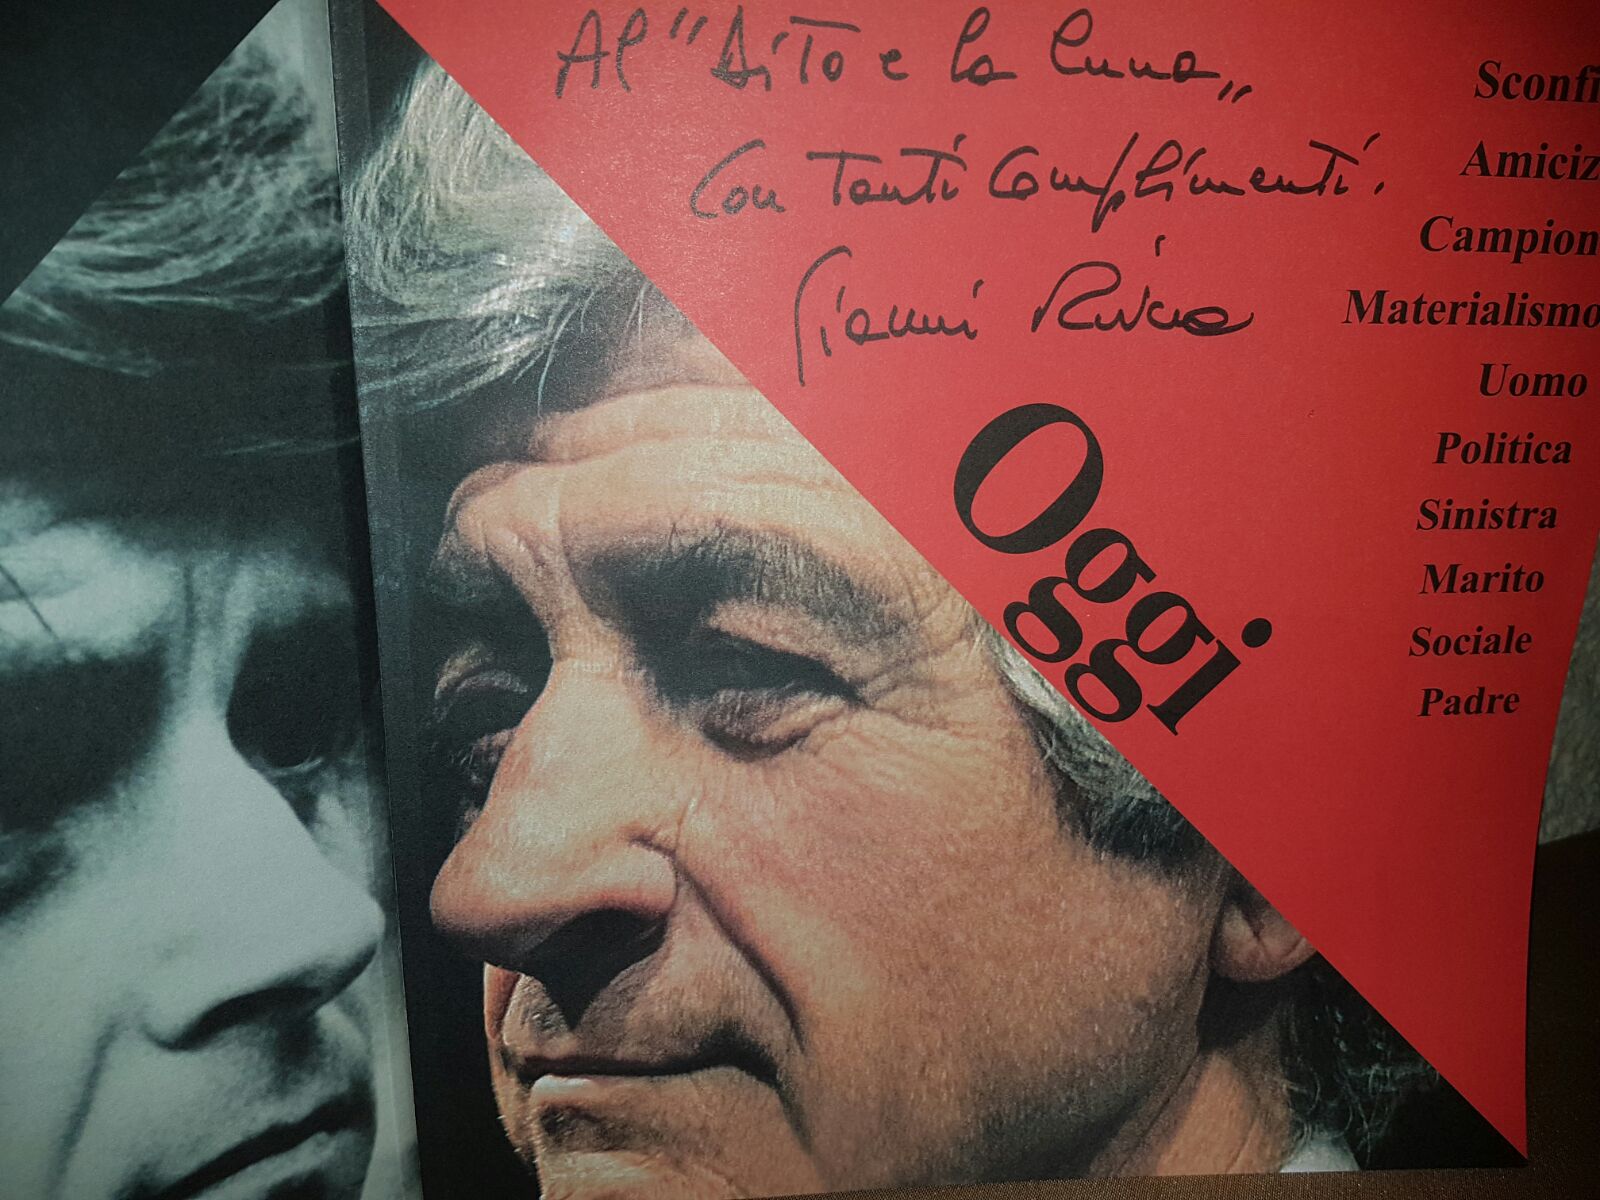 Al "Dito e la luna"
Con tanti complimenti.
Gianni Rivera
Oggi
Sconfi
Amiciz
Campion
Materialismo
Uomo
Politica
Sinistra
Marito
Sociale
Padre